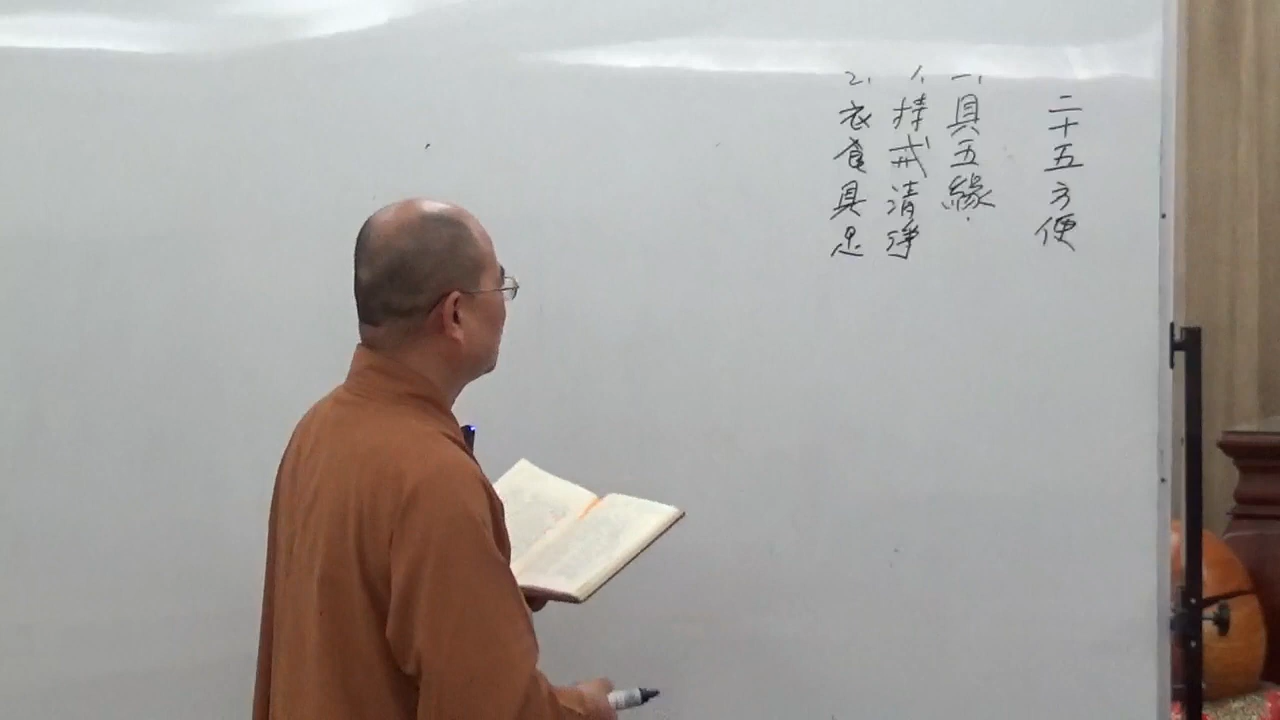 二十五方便
一、具五緣
1、持戒清淨
2、衣食具足